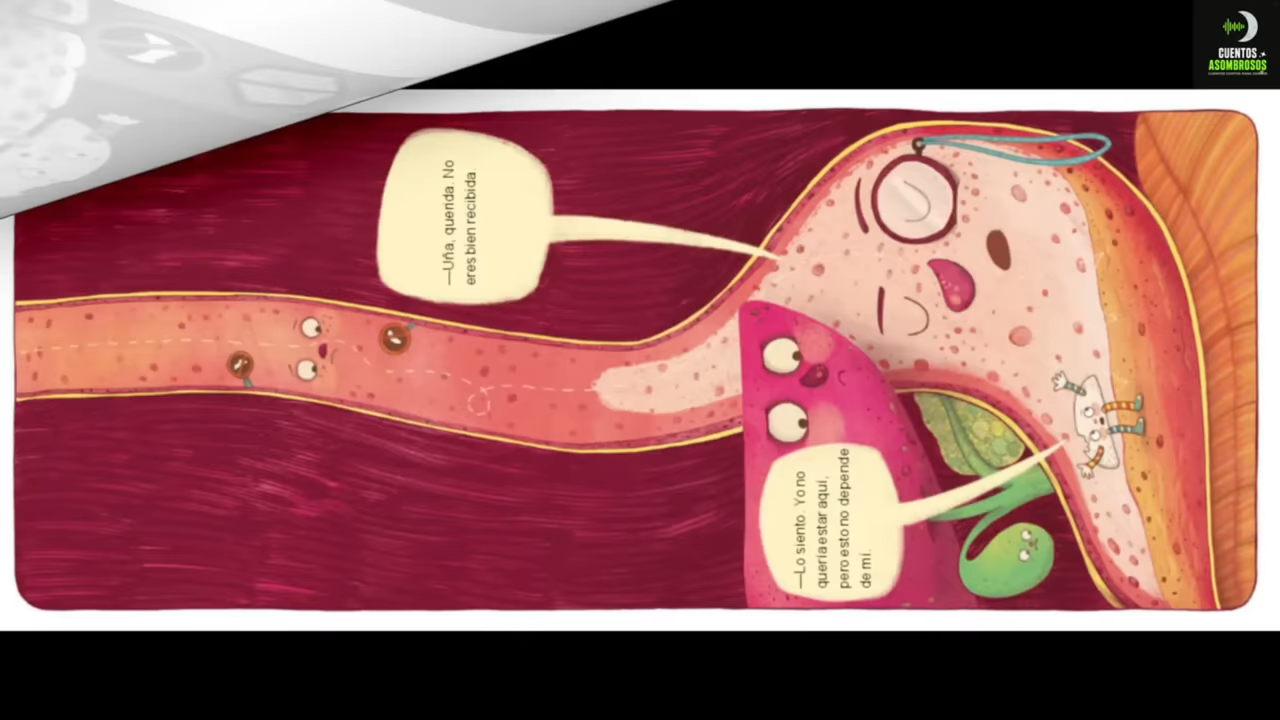 —Uña, querida. No
eres bien recibida
—Lo siento. Yo no
quería estar aquí,
pero esto no depende
de mí.
CUENTOS
ASOMBROSOS